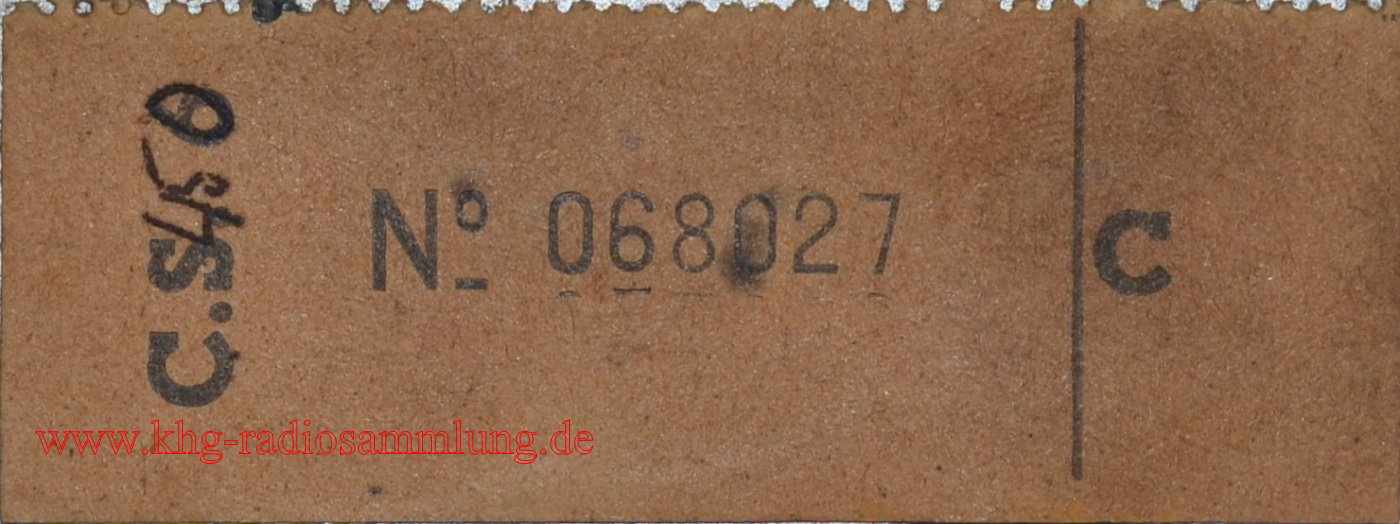 C.S 450
Nº 068027
C
www.khg-radiosammlung.de